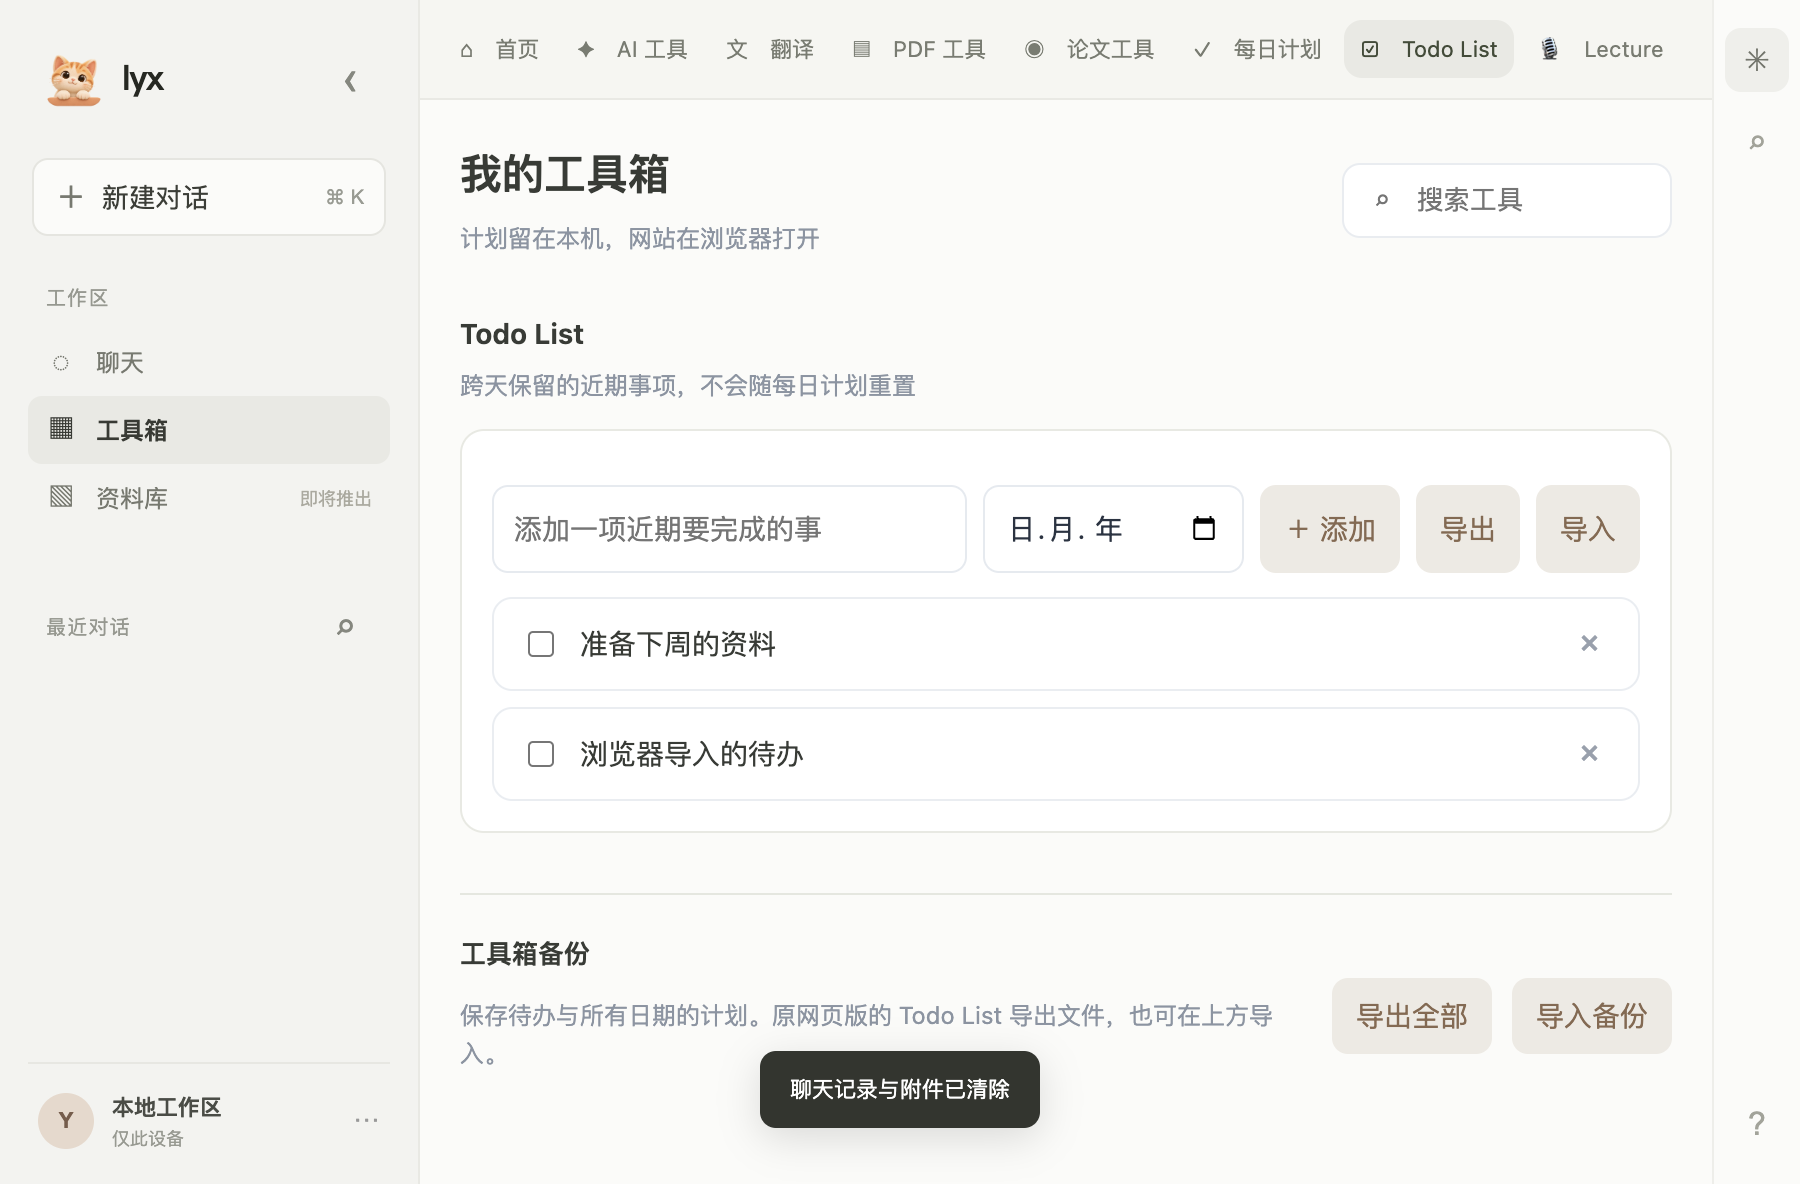 lyx
新建对话 ⌘ K
工作区
聊天
工具箱
资料库 即将推出
最近对话
Y
本地工作区
仅此设备
首页 AI 工具 文 翻译 PDF 工具 论文工具 每日计划 Todo List Lecture
我的工具箱
计划留在本机，网站在浏览器打开
搜索工具
Todo List
跨天保留的近期事项，不会随每日计划重置
添加一项近期要完成的事 日.月.年 + 添加 导出 导入
准备下周的资料
浏览器导入的待办
工具箱备份
保存待办与所有日期的计划。原网页版的 Todo List 导出文件，也可在上方导
入。
导出全部 导入备份
聊天记录与附件已清除
?